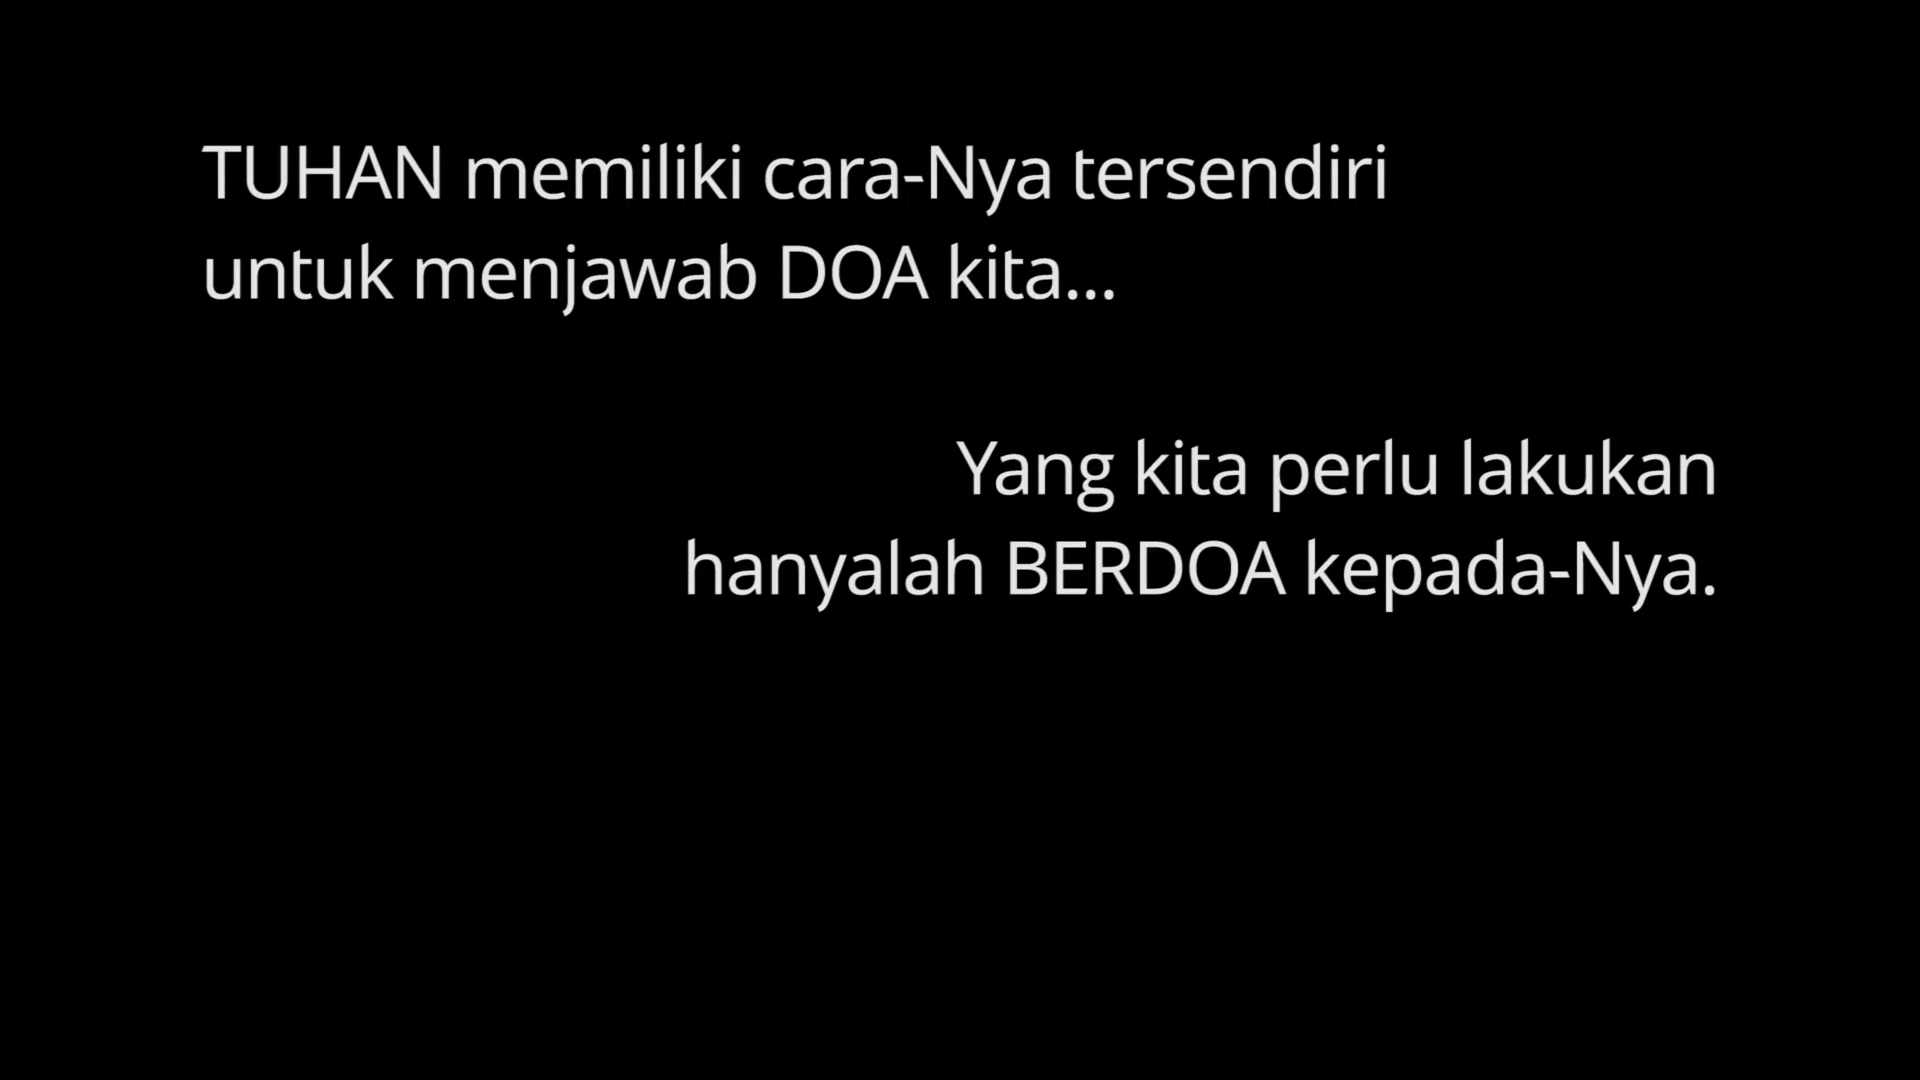 TUHAN memiliki cara-Nya tersendiri
untuk menjawab DOA kita...
Yang kita perlu lakukan
hanyalah BERDOA kepada-Nya.